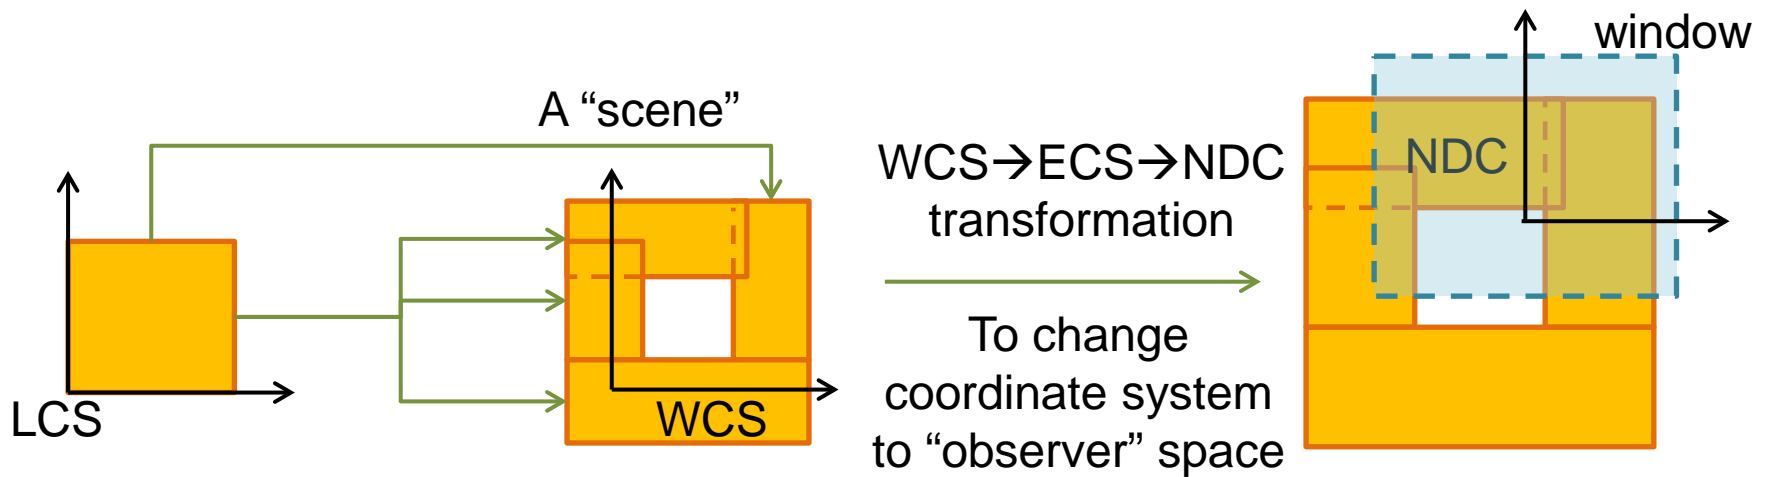 A “scene”
LCS
WCS
WCS→ECS→NDC
transformation
To change
coordinate system
to “observer” space
window
NDC